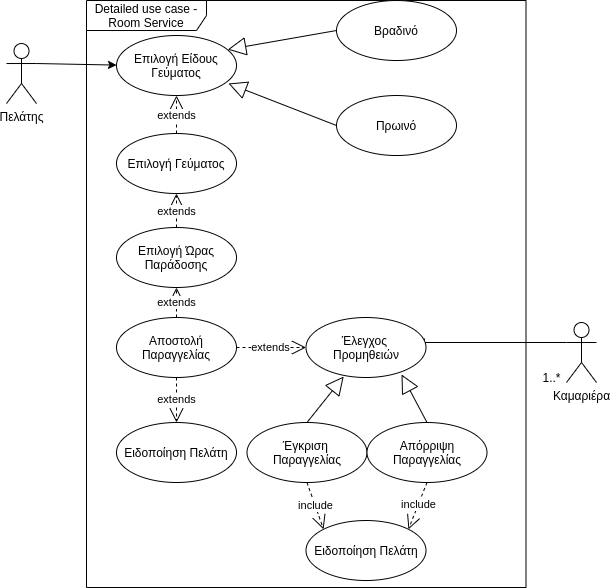 Detailed use case -
Room Service
Βραδινό
Επιλογή Είδους
Γεύματος
Πελάτης
extends
Πρωινό
Επιλογή Γεύματος
extends
Επιλογή Ώρας
Παράδοσης
extends
Αποστολή
Παραγγελίας
extends
Έλεγχος
Προμηθειών
1..*
Καμαριέρα
extends
Ειδοποίηση Πελάτη
Έγκριση
Παραγγελίας
Απόρριψη
Παραγγελίας
include
include
Ειδοποίηση Πελάτη